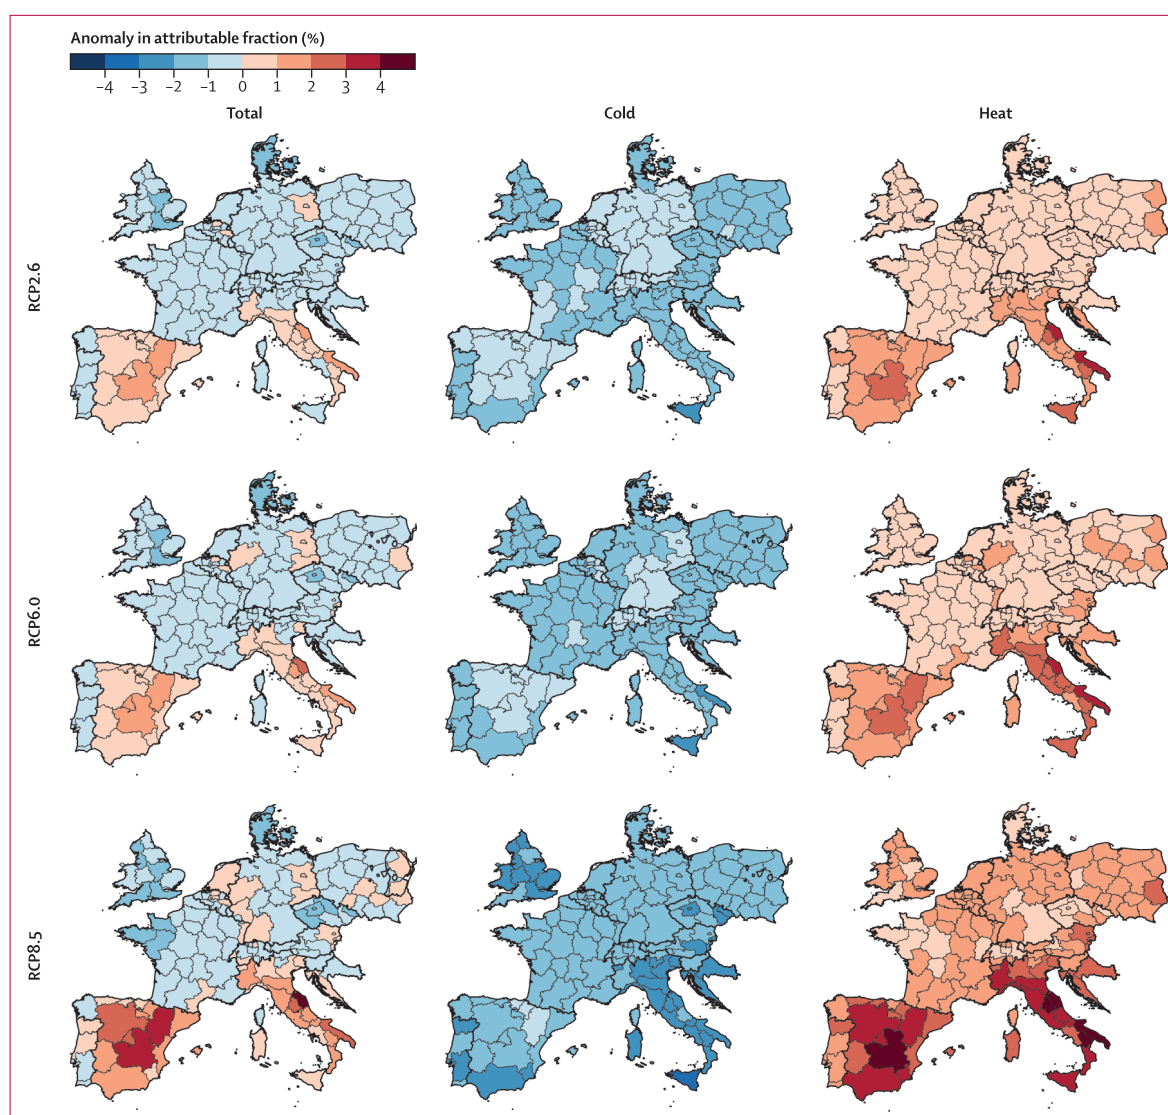 Anomaly in attributable fraction (%)
−4 −3 −2 −1 0 1 2 3 4
Total Cold Heat
RCP2.6
RCP6.0
RCP8.5